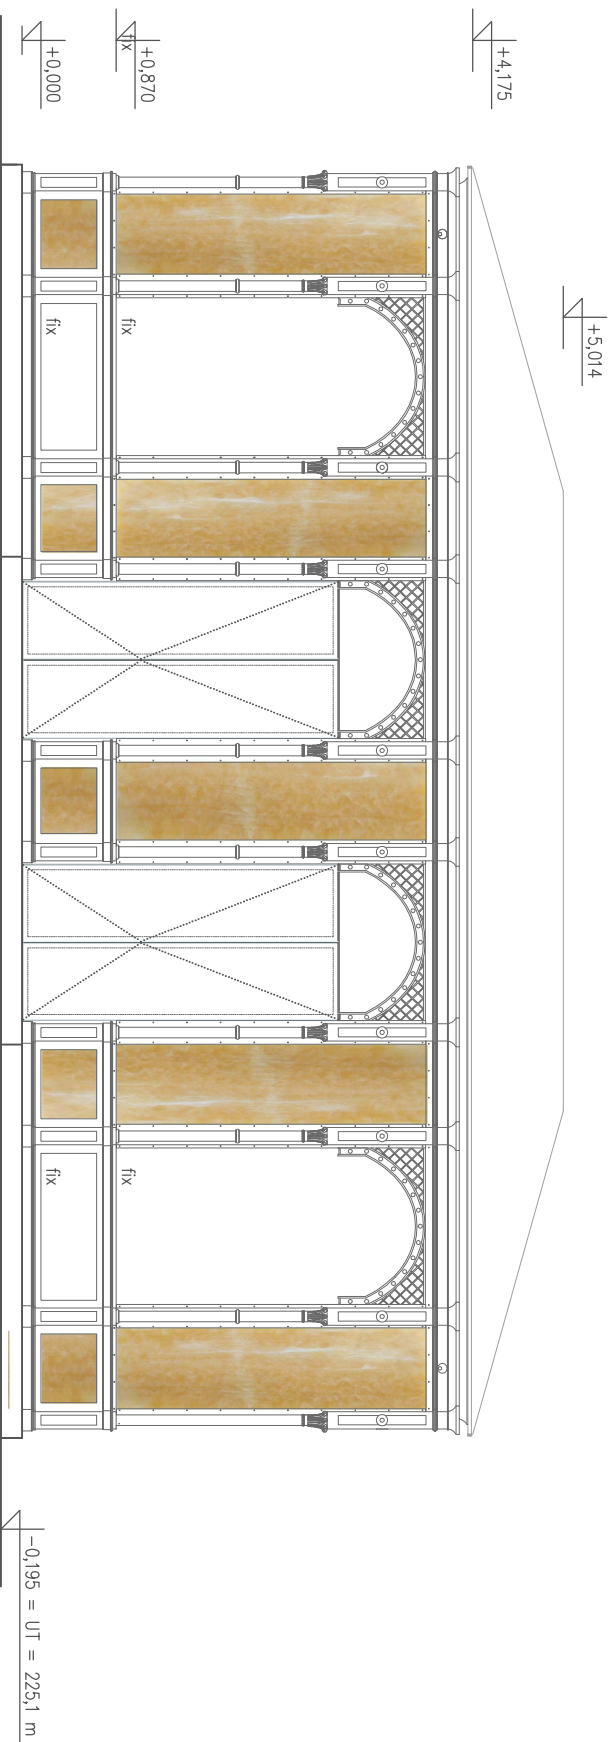 +5,014
+4,175
+0,870
fix
+0,000
fix
fix
fix
fix
-0,195 = UT = 225,1 m